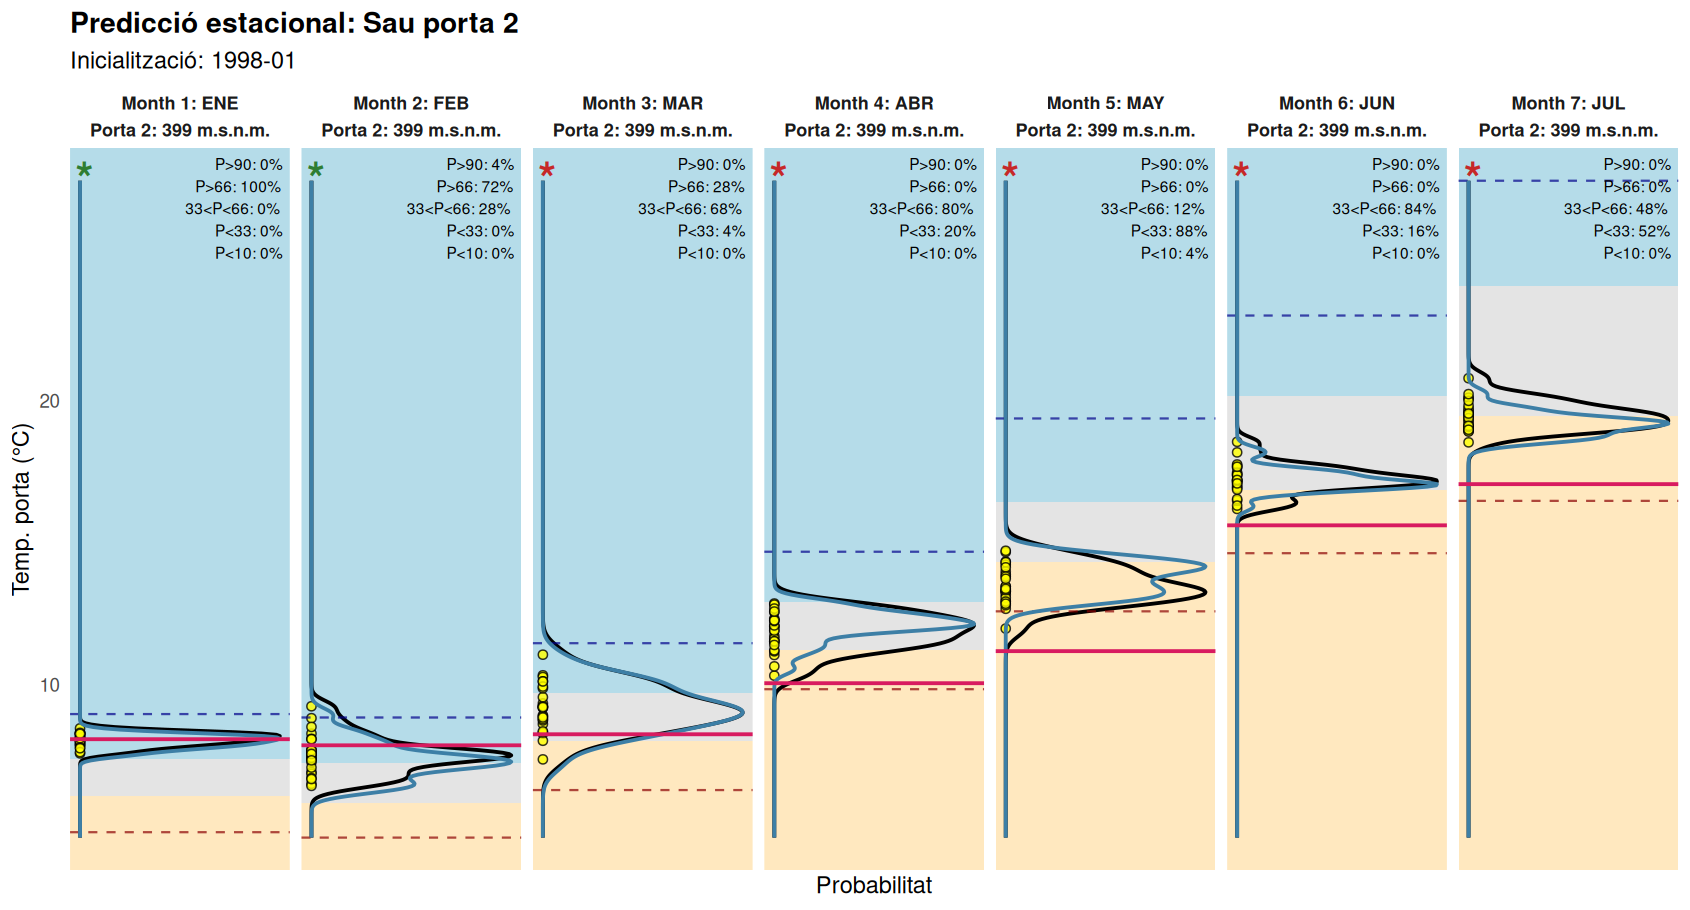 Predicció estacional: Sau porta 2
Inicialització: 1998-01
Month 1: ENE
Porta 2: 399 m.s.n.m.
Month 2: FEB
Porta 2: 399 m.s.n.m.
Month 3: MAR
Porta 2: 399 m.s.n.m.
Month 4: ABR
Porta 2: 399 m.s.n.m.
Month 5: MAY
Porta 2: 399 m.s.n.m.
Month 6: JUN
Porta 2: 399 m.s.n.m.
Month 7: JUL
Porta 2: 399 m.s.n.m.
*
P>90: 0%
P>66: 100%
33<P<66: 0%
P<33: 0%
P<10: 0%
*
P>90: 4%
P>66: 72%
33<P<66: 28%
P<33: 0%
P<10: 0%
*
P>90: 0%
P>66: 28%
33<P<66: 68%
P<33: 4%
P<10: 0%
*
P>90: 0%
P>66: 0%
33<P<66: 80%
P<33: 20%
P<10: 0%
*
P>90: 0%
P>66: 0%
33<P<66: 12%
P<33: 88%
P<10: 4%
*
P>90: 0%
P>66: 0%
33<P<66: 84%
P<33: 16%
P<10: 0%
*
P>90: 0%
P>66: 0%
33<P<66: 48%
P<33: 52%
P<10: 0%
Temp. porta (°C)
20
10
Probabilitat